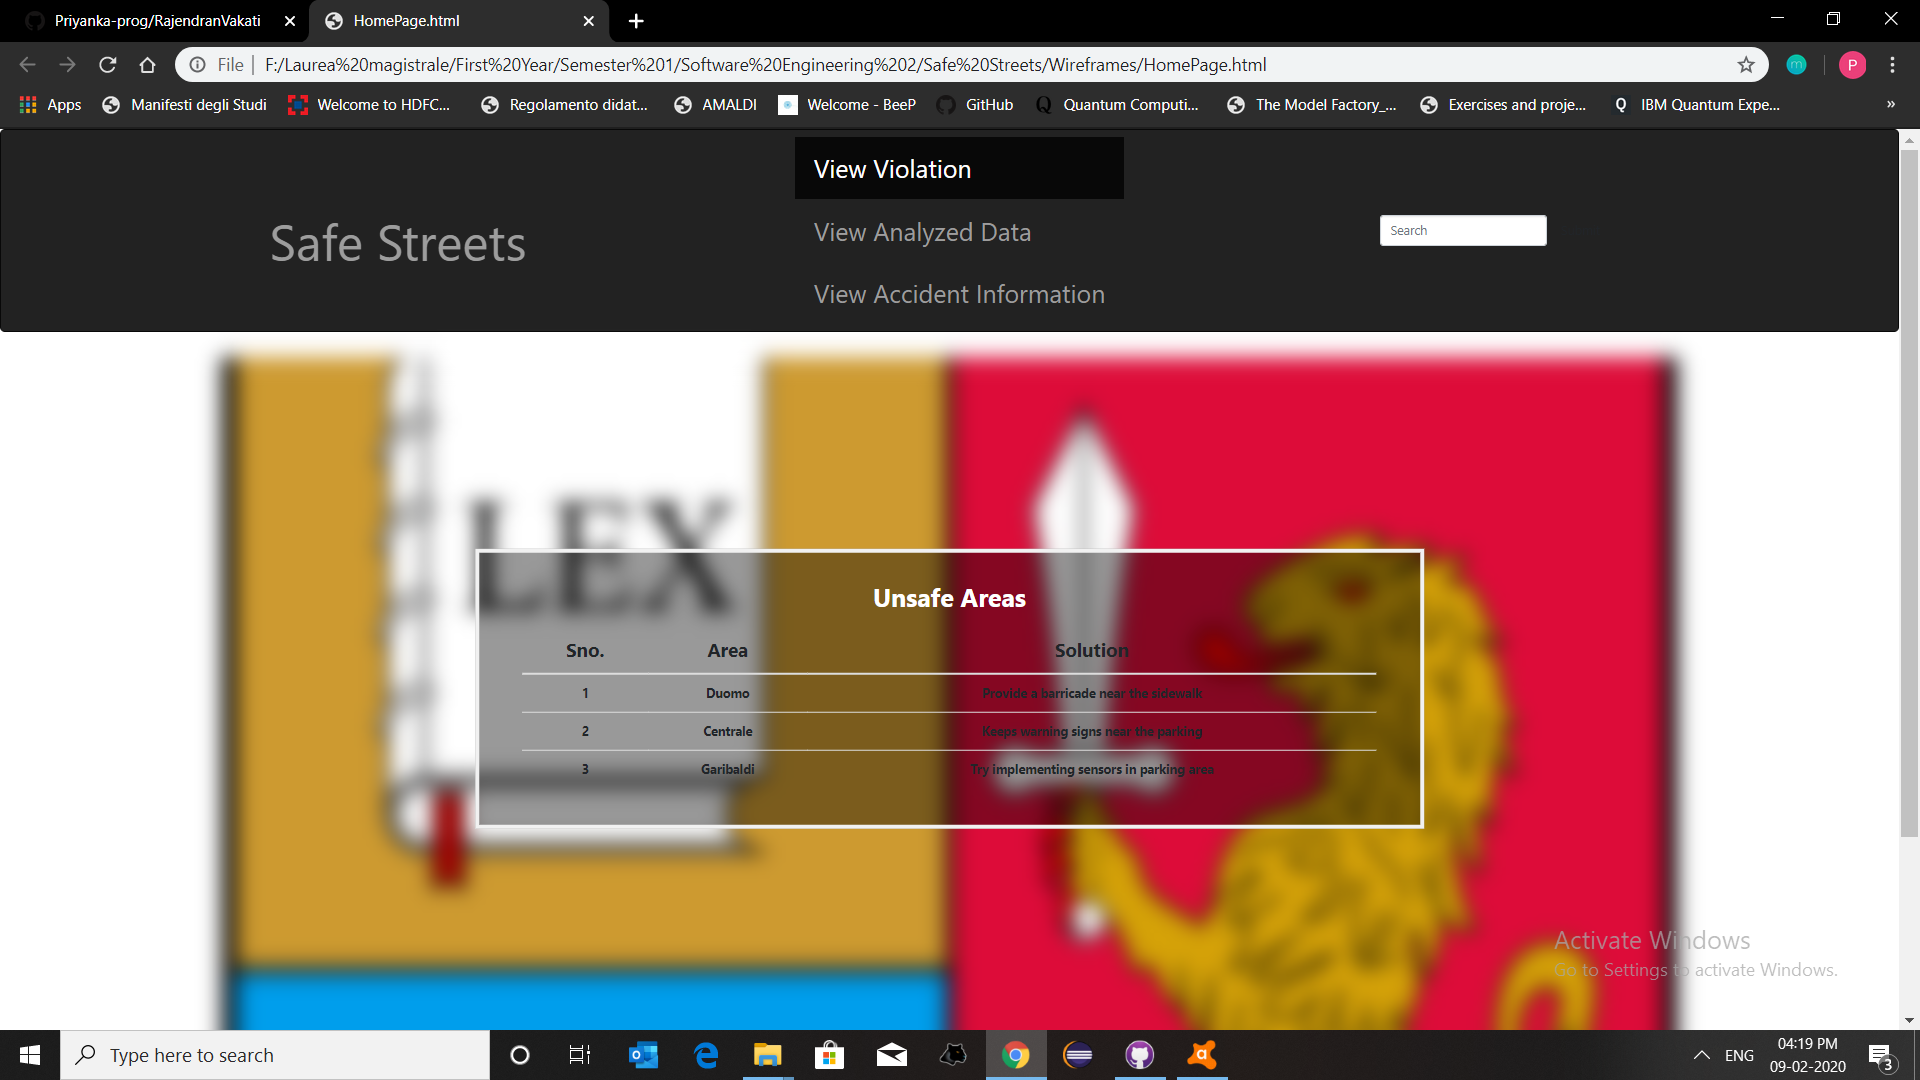 Priyanka-prog/RajendranVakati
HomePage.html
File | F:/Laurea%20magistrale/First%20Year/Semester%201/Software%20Engineering%202/Safe%20Streets/Wireframes/HomePage.html
m
P
Apps Manifesti degli Studi Welcome to HDFC... Regolamento didat... AMALDI Welcome - BeeP GitHub Quantum Computi... The Model Factory_... Exercises and proje... IBM Quantum Expe... »
View Violation
Safe Streets
View Analyzed Data
Search
View Accident Information
LEX
Unsafe Areas
Sno. Area Solution
1 Duomo Provide a barricade near the sidewalk
2 Centrale Keeps warning signs near the parking
3 Garibaldi Try implementing sensors in parking area
Activate Windows
Go to Settings to activate Windows.
Type here to search
ENG
04:19 PM
09-02-2020
3